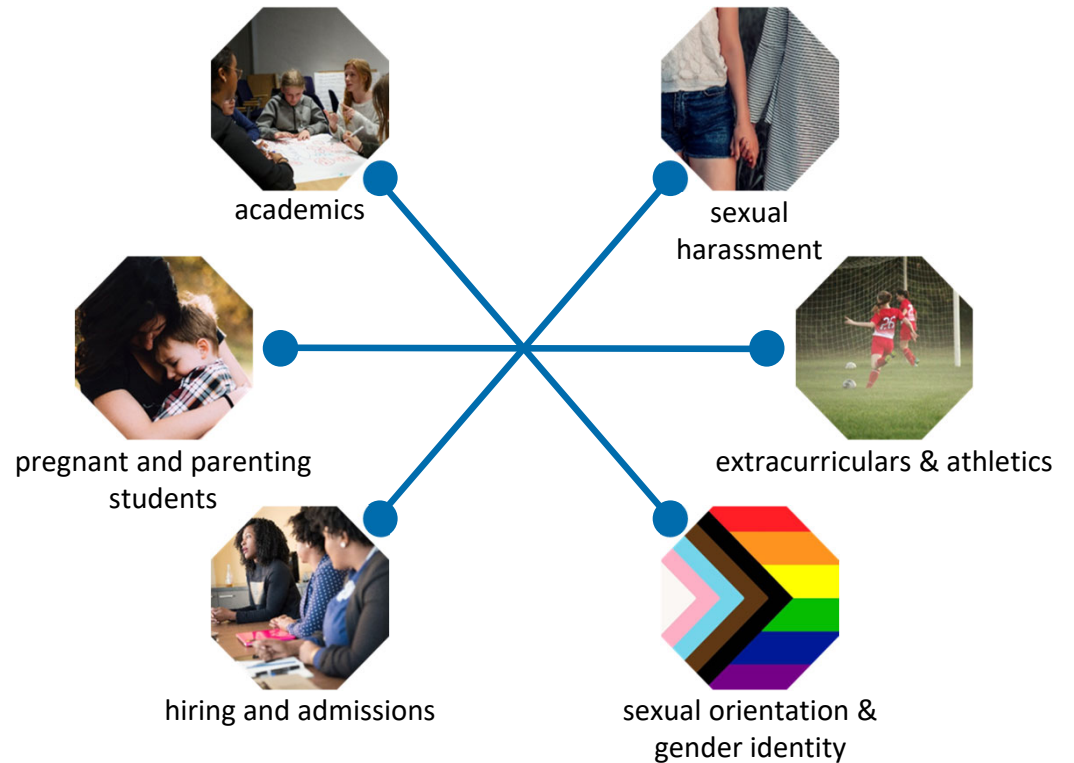 academics
sexual
harassment
pregnant and parenting
students
extracurriculars & athletics
hiring and admissions
sexual orientation &
gender identity